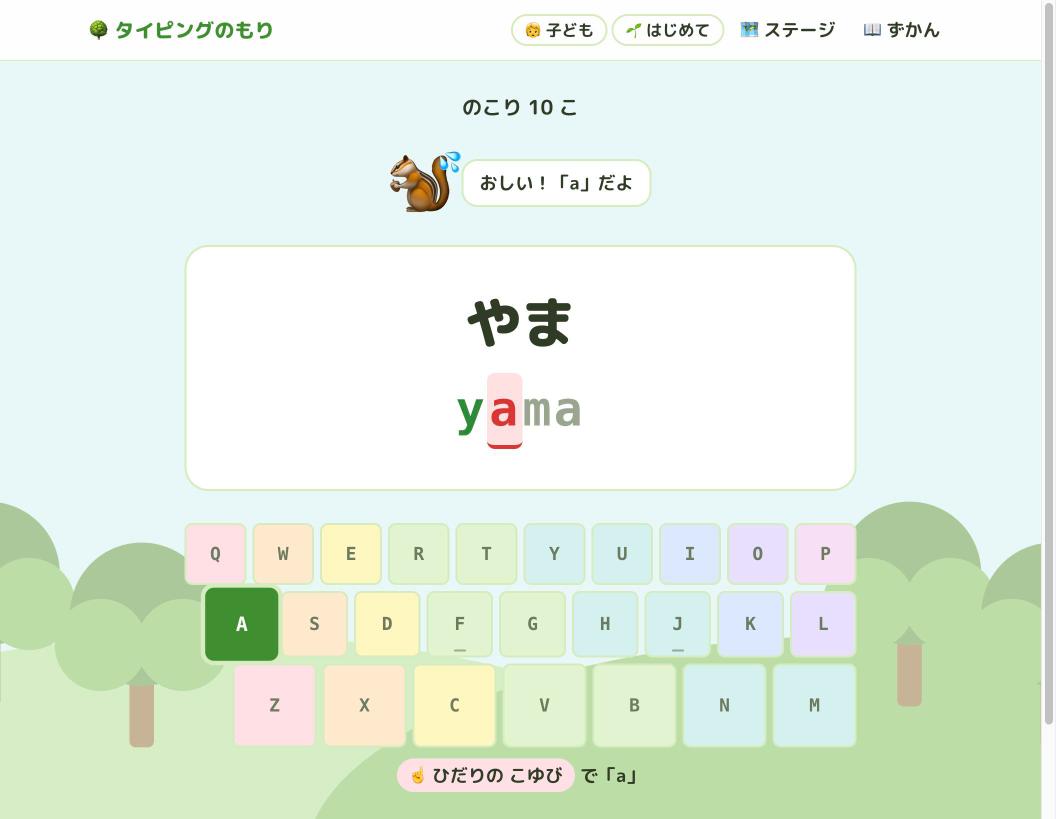 タイピングのもり
子ども はじめて ステージ ずかん
のこり 10 こ
おしい！「a」だよ
やま
yama
Q W E R T Y U I O P
A S D F G H J K L
Z X C V B N M
ひだりの こゆび で「a」